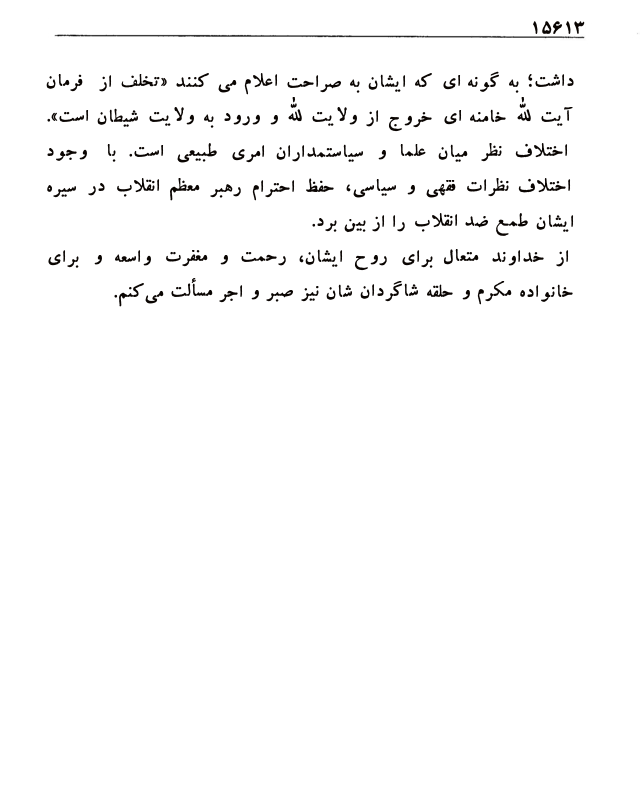 ۱۵۶۱۳
داشت؛ به گونه ای که ایشان به صراحت اعلام می کنند «تخلف از فرمان
آیت الله خامنه ای خروج از ولایت الله و ورود به ولایت شیطان است».
اختلاف نظر میان علما و سیاستمداران امری طبیعی است. با وجود
اختلاف نظرات فقهی و سیاسی، حفظ احترام رهبر معظم انقلاب در سیره
ایشان طمع ضد انقلاب را از بین برد.
از خداوند متعال برای روح ایشان، رحمت و مغفرت واسعه و برای
خانواده مکرم و حلقه شاگردان شان نیز صبر و اجر مسألت می‌کنم.